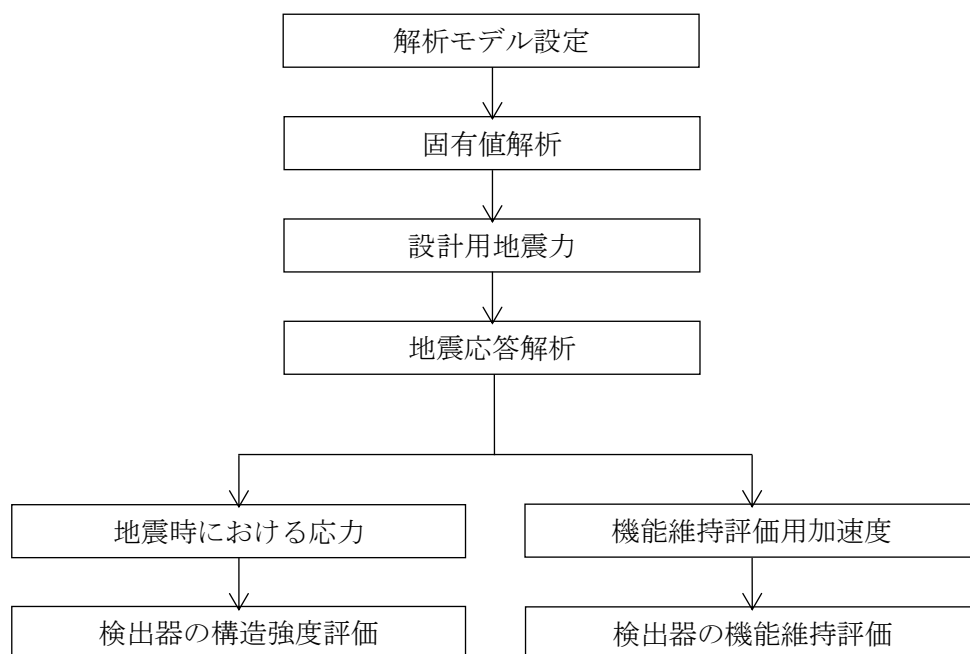 解析モデル設定
固有値解析
設計用地震力
地震応答解析
地震時における応力
機能維持評価用加速度
検出器の構造強度評価
検出器の機能維持評価